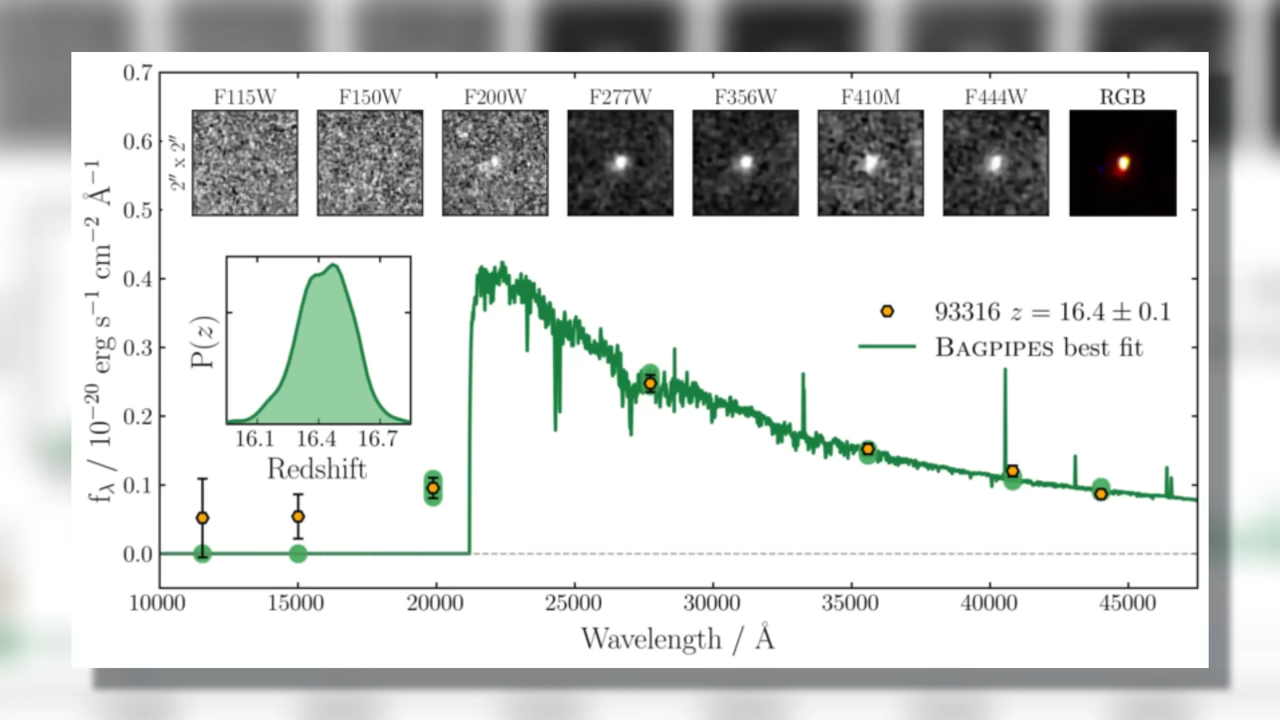 0.7
0.6
0.5
0.4
0.3
0.2
0.1
0.0
f_λ / 10⁻²⁰ erg s⁻¹ cm⁻² Å⁻¹
F115W F150W F200W F277W F356W F410M F444W RGB
2″ x 2″
P(z)
16.1 16.4 16.7
Redshift
93316 z = 16.4 ± 0.1
BAGPIPES best fit
10000 15000 20000 25000 30000 35000 40000 45000
Wavelength / Å